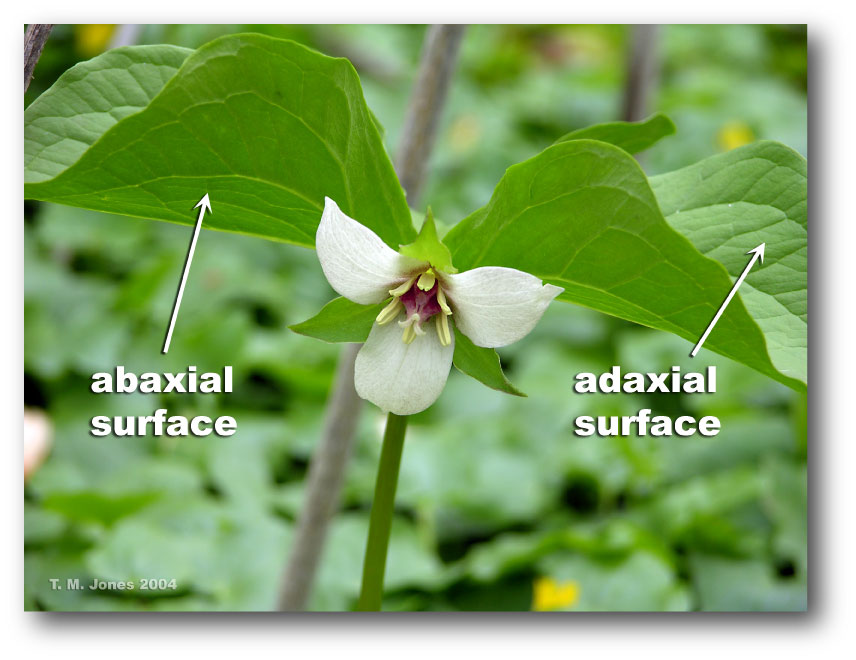 abaxial
surface
adaxial
surface
T. M. Jones 2004